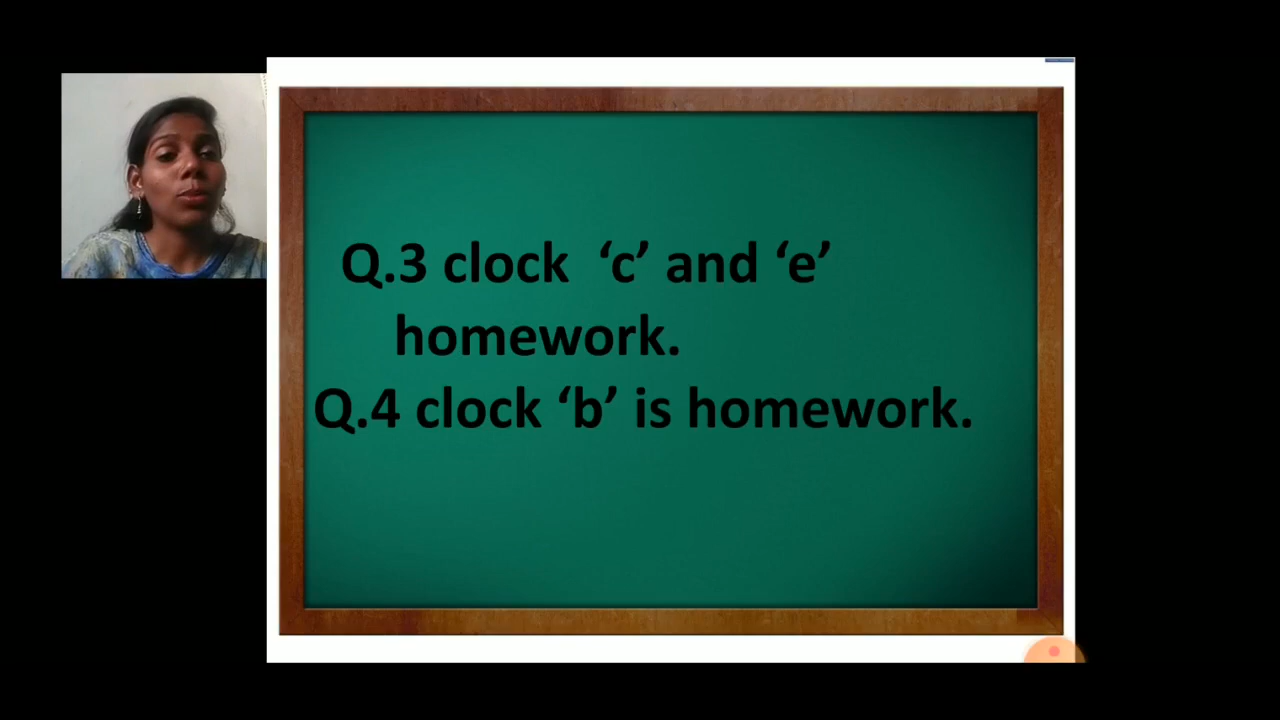 Q.3 clock ‘c’ and ‘e’
homework.
Q.4 clock ‘b’ is homework.